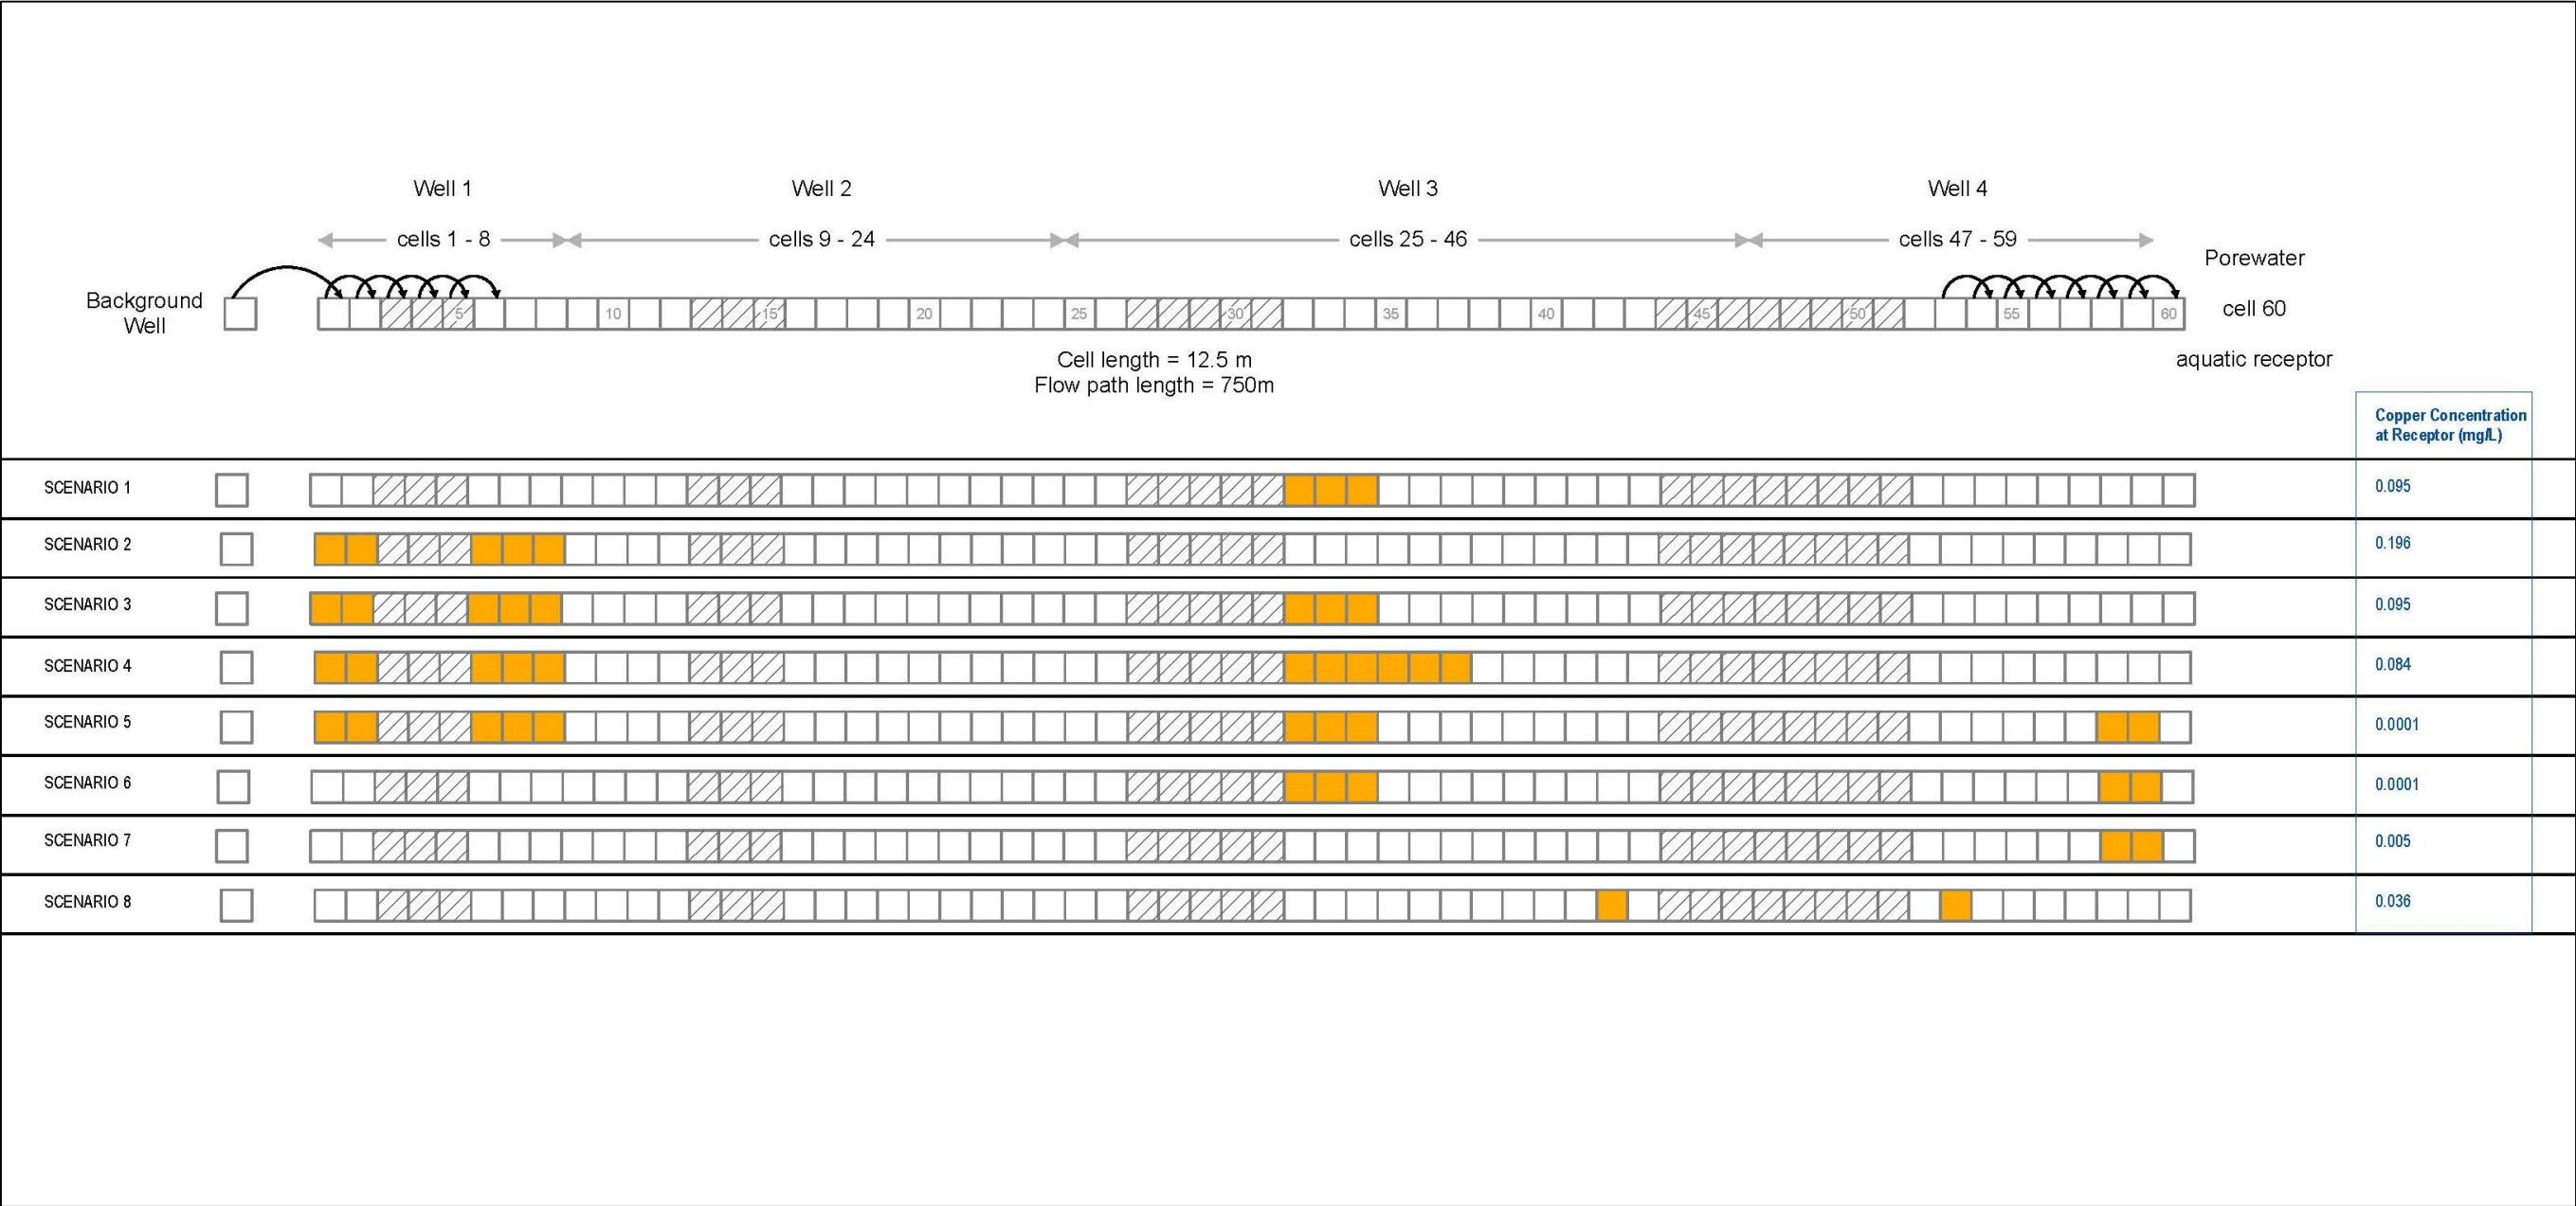 Well 1
Well 2
Well 3
Well 4
cells 1 - 8
cells 9 - 24
cells 25 - 46
cells 47 - 59
Background
Well
5
10
15
20
25
30
35
40
45
50
55
60
Porewater
cell 60
aquatic receptor
Cell length = 12.5 m
Flow path length = 750m
Copper Concentration
at Receptor (mg/L)
SCENARIO 1
0.095
SCENARIO 2
0.196
SCENARIO 3
0.095
SCENARIO 4
0.084
SCENARIO 5
0.0001
SCENARIO 6
0.0001
SCENARIO 7
0.005
SCENARIO 8
0.036